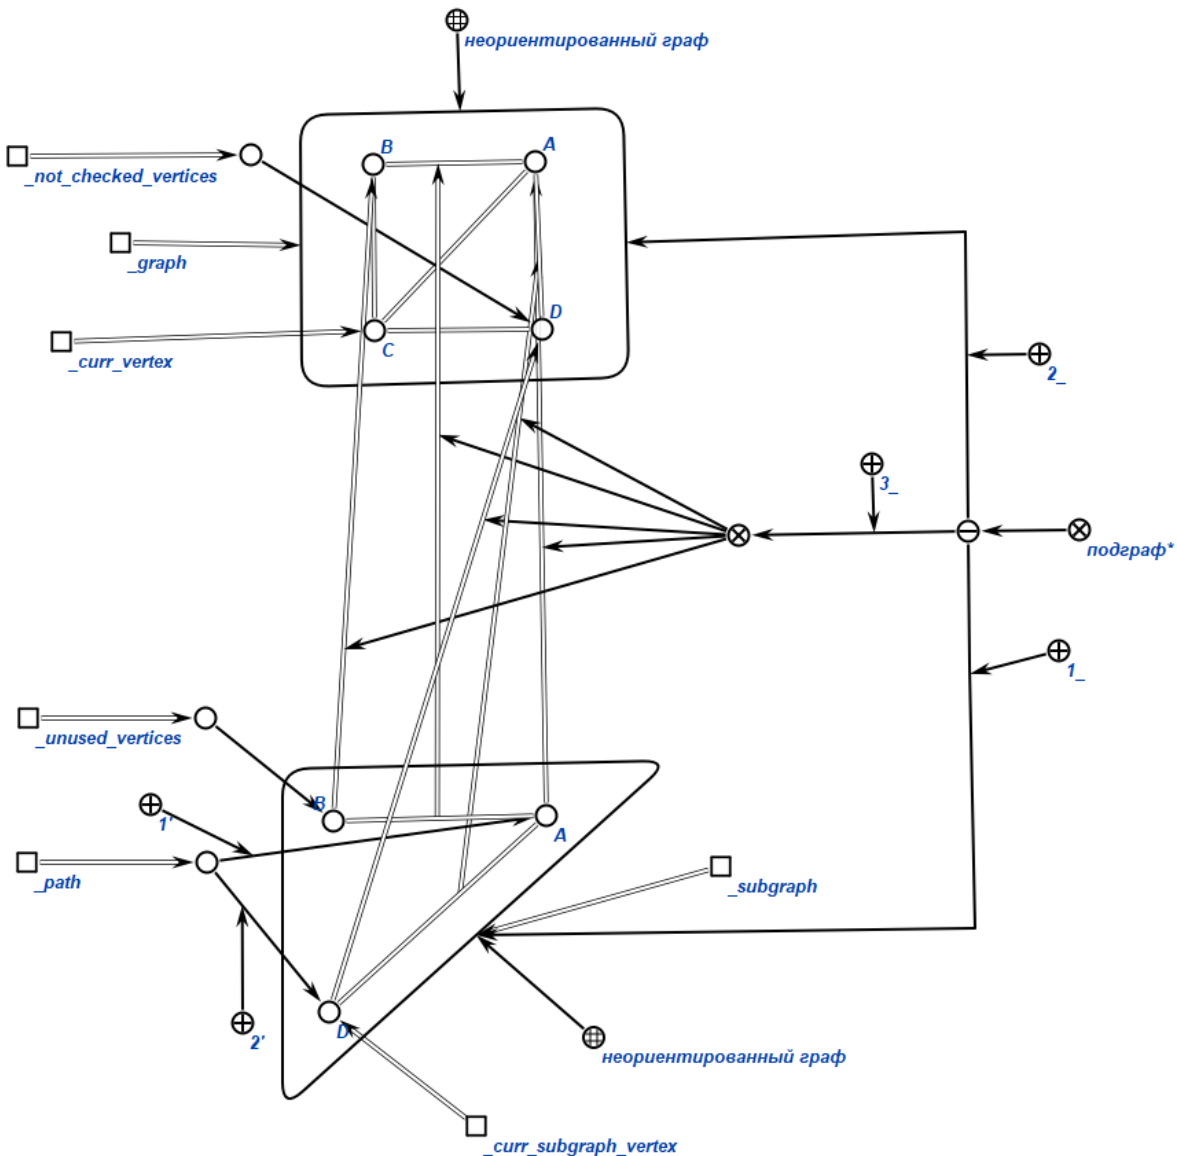 неориентированный граф
B
A
_not_checked_vertices
_graph
D
_curr_vertex
C
2_
3_
подграф*
1_
_unused_vertices
B
1'
A
_path
_subgraph
D
2'
неориентированный граф
_curr_subgraph_vertex